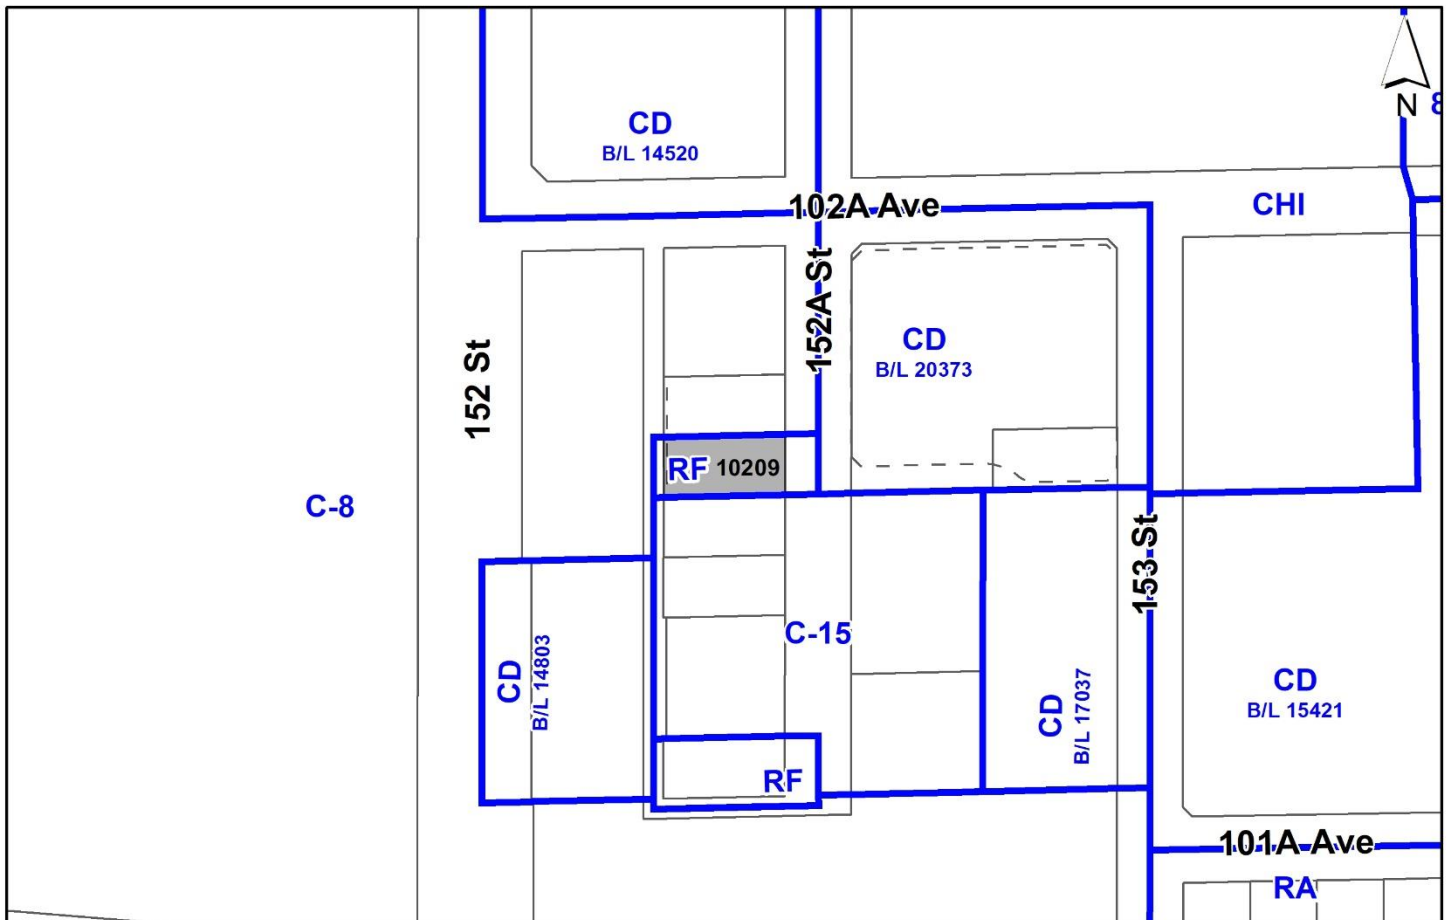 N
8
CD
B/L 14520
102A Ave
CHI
152A St
152 St
CD
B/L 20373
RF 10209
C-8
153 St
C-15
CD
B/L 14803
CD
B/L 17037
CD
B/L 15421
RF
101A Ave
RA